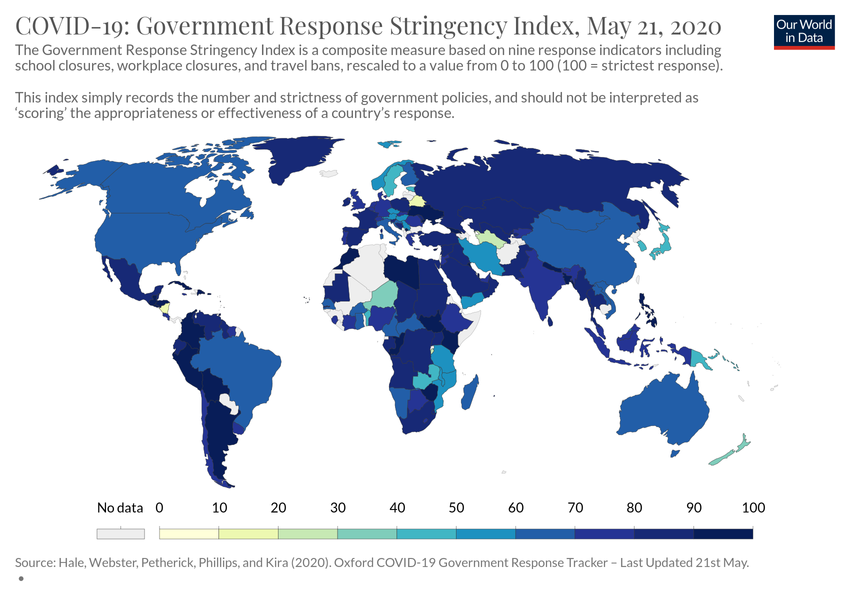 COVID-19: Government Response Stringency Index, May 21, 2020
Our World
in Data
The Government Response Stringency Index is a composite measure based on nine response indicators including
school closures, workplace closures, and travel bans, rescaled to a value from 0 to 100 (100 = strictest response).
This index simply records the number and strictness of government policies, and should not be interpreted as
‘scoring’ the appropriateness or effectiveness of a country’s response.
No data 0 10 20 30 40 50 60 70 80 90 100
Source: Hale, Webster, Petherick, Phillips, and Kira (2020). Oxford COVID-19 Government Response Tracker – Last Updated 21st May.
•